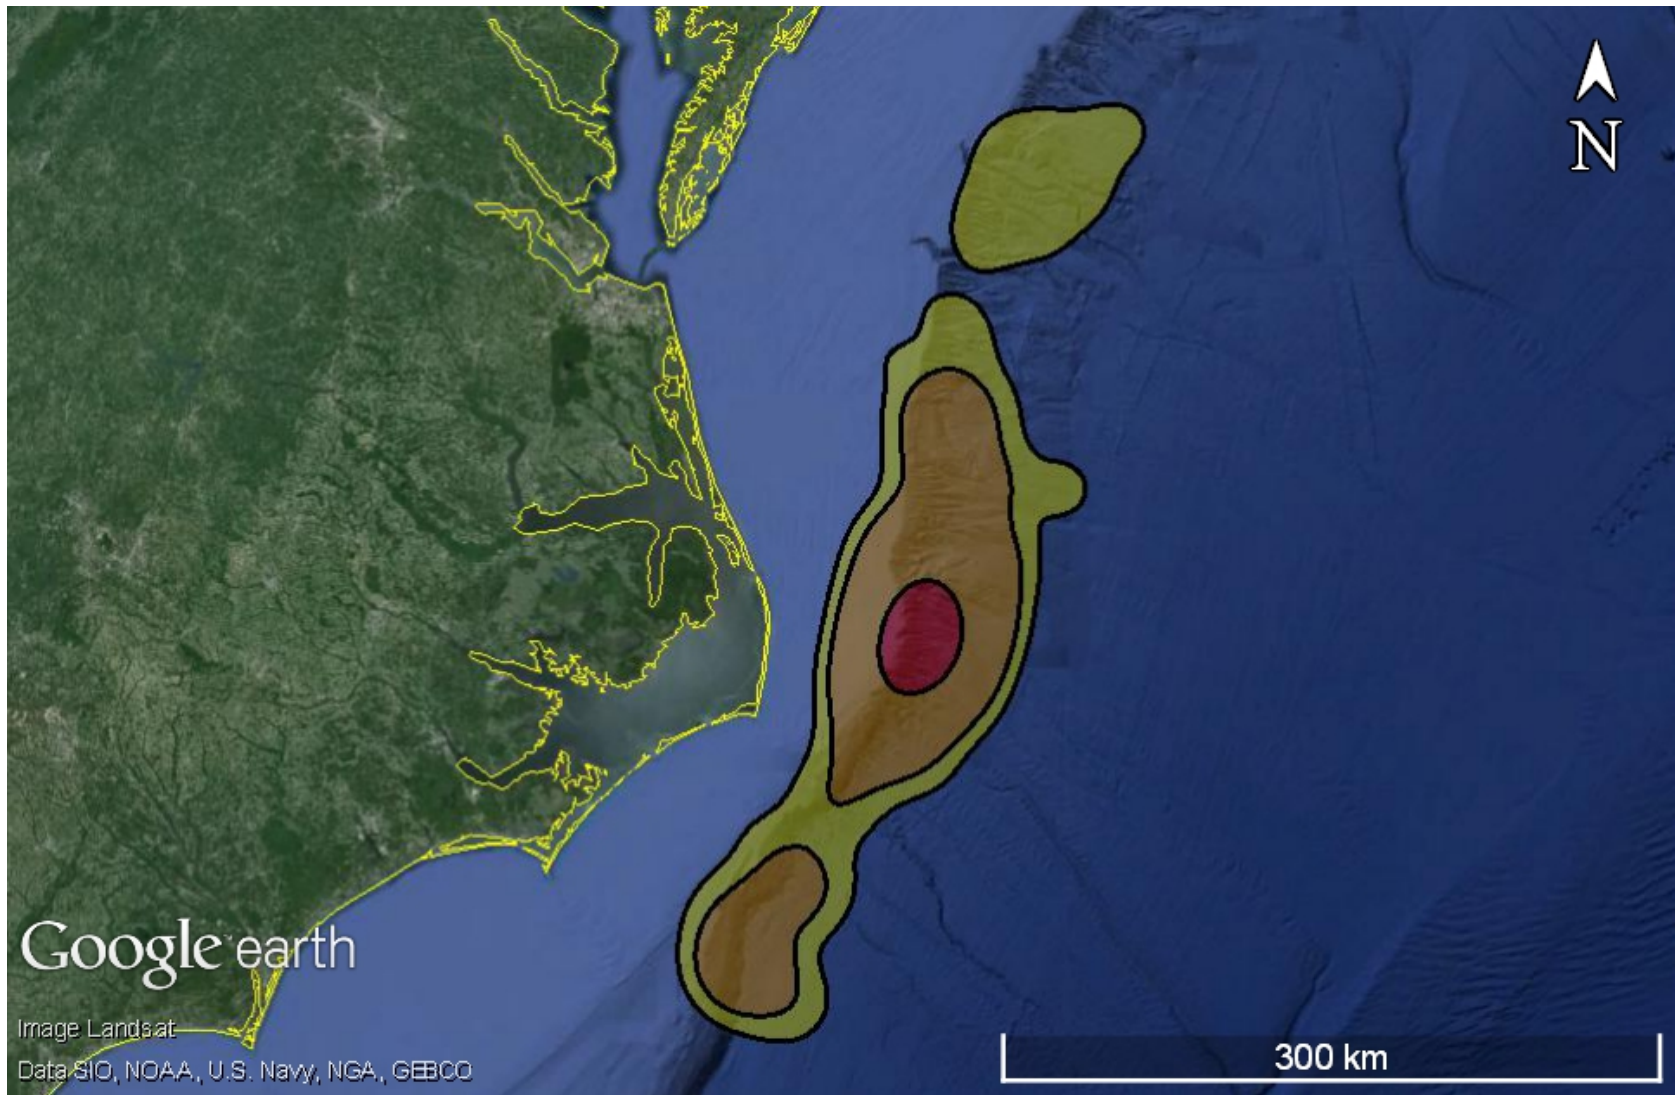 N
Google earth
Image Landsat
Data SIO, NOAA, U.S. Navy, NGA, GEBCO
300 km